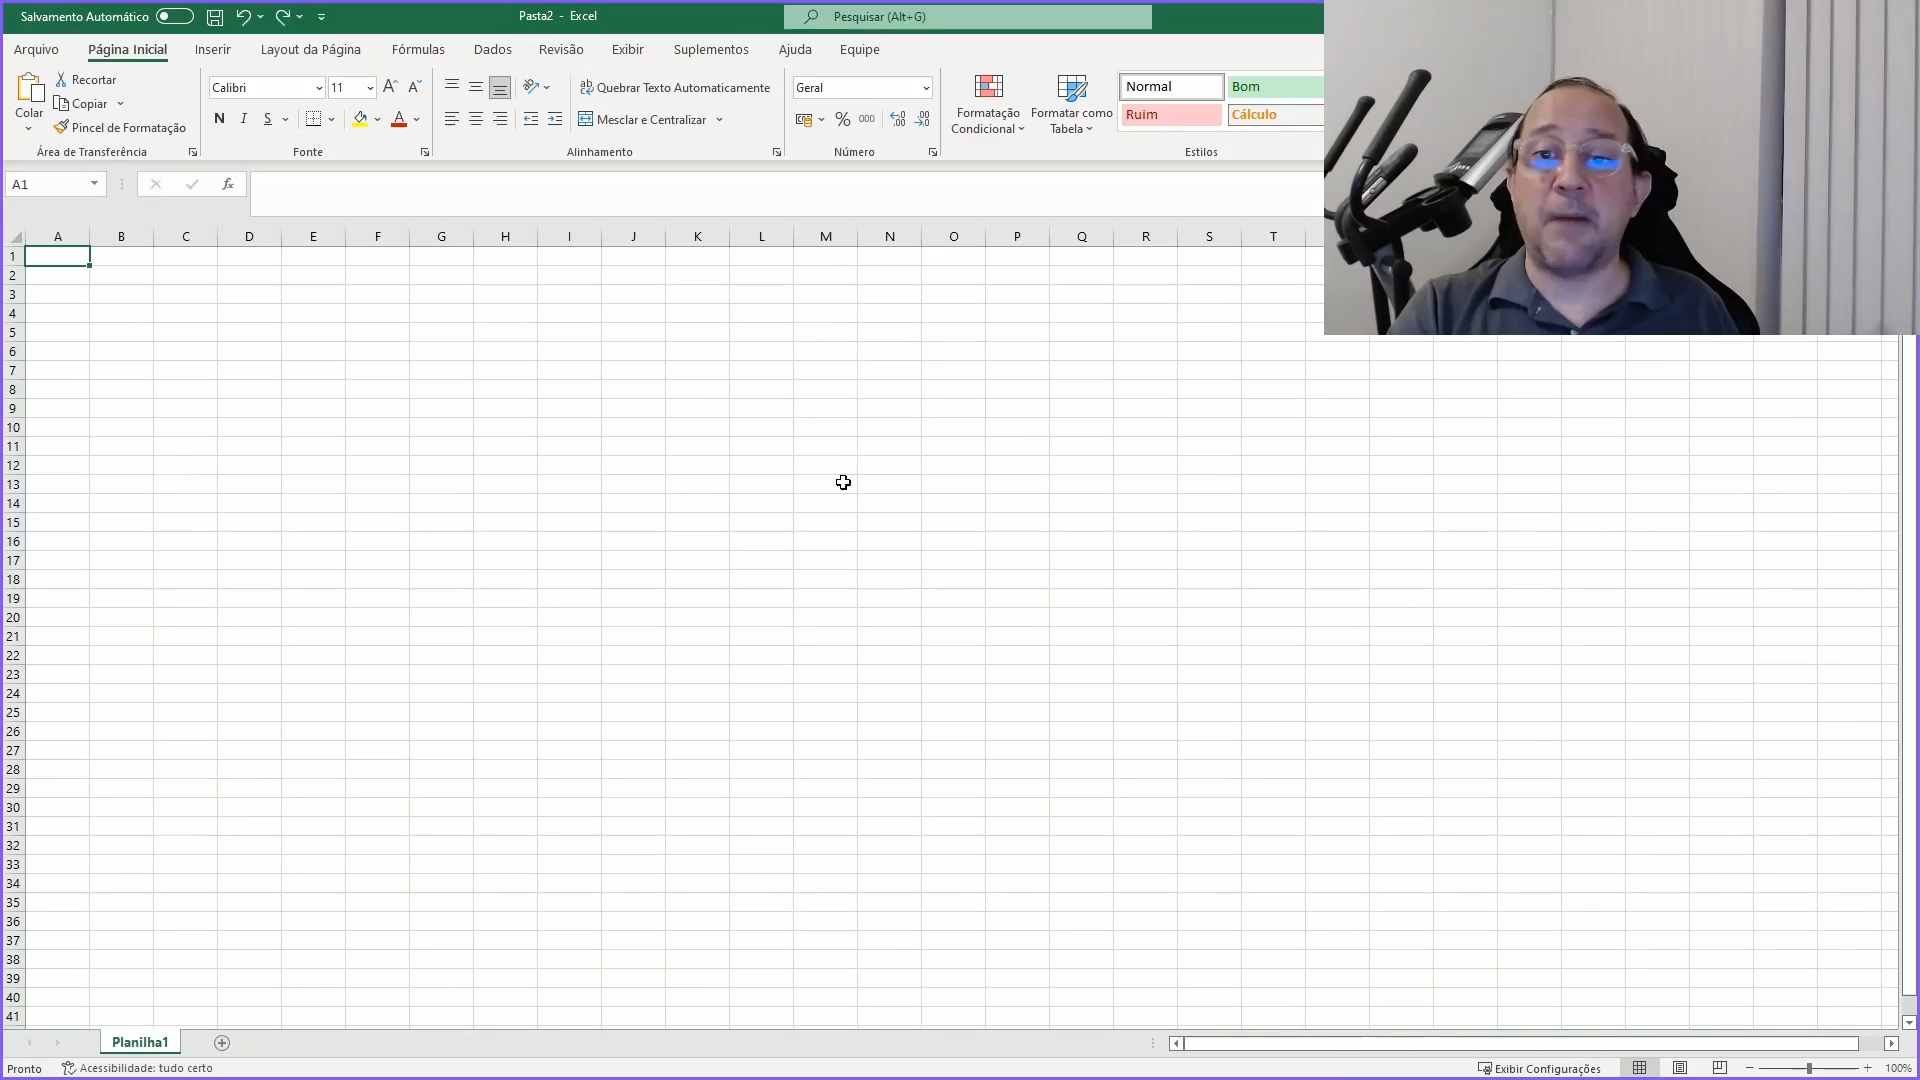 Salvamento Automático
Pasta2 - Excel
Pesquisar (Alt+G)
Arquivo Página Inicial Inserir Layout da Página Fórmulas Dados Revisão Exibir Suplementos Ajuda Equipe
Colar
Recortar
Copiar
Pincel de Formatação
Área de Transferência
Calibri 11
N I S
Fonte
Quebrar Texto Automaticamente
Mesclar e Centralizar
Alinhamento
Geral
% 000
Número
Formatação Condicional
Formatar como Tabela
Normal Bom
Ruim Cálculo
Estilos
A1
fx
A B C D E F G H I J K L M N O P Q R S T
1
2
3
4
5
6
7
8
9
10
11
12
13
14
15
16
17
18
19
20
21
22
23
24
25
26
27
28
29
30
31
32
33
34
35
36
37
38
39
40
41
Planilha1
Pronto Acessibilidade: tudo certo Exibir Configurações 100%